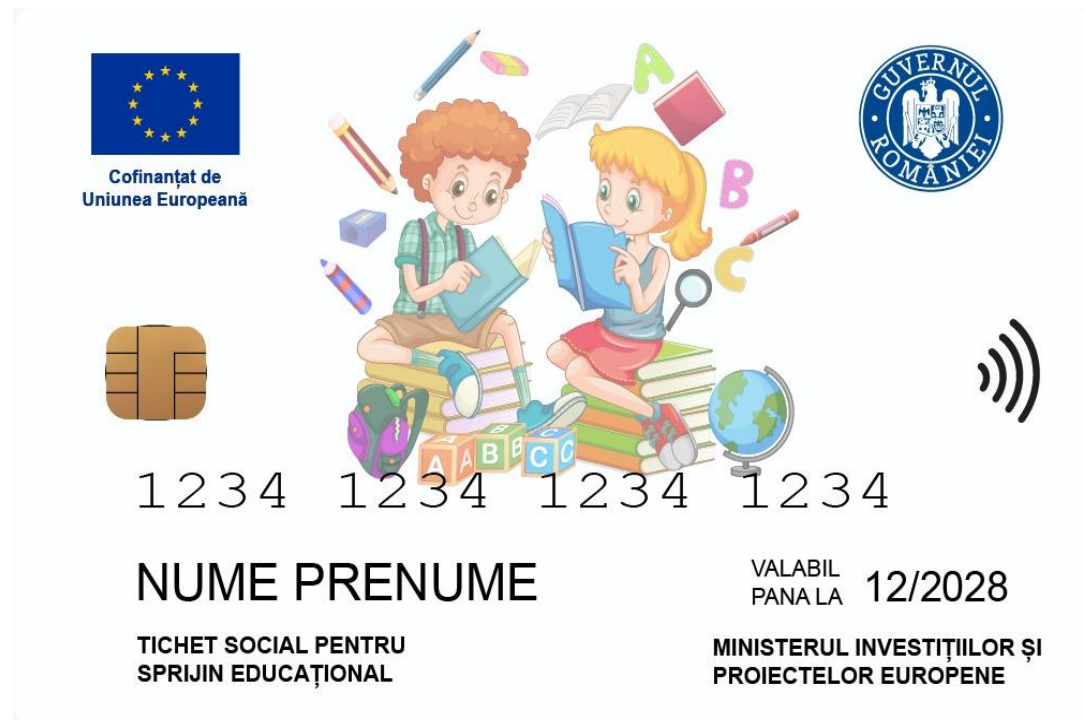 Cofinanțat de
Uniunea Europeană
GUVERNUL ROMÂNIEI
A
B
C
A A B B C C
1234 1234 1234 1234
NUME PRENUME
VALABIL
PANA LA 12/2028
TICHET SOCIAL PENTRU
SPRIJIN EDUCAȚIONAL
MINISTERUL INVESTIȚIILOR ȘI
PROIECTELOR EUROPENE